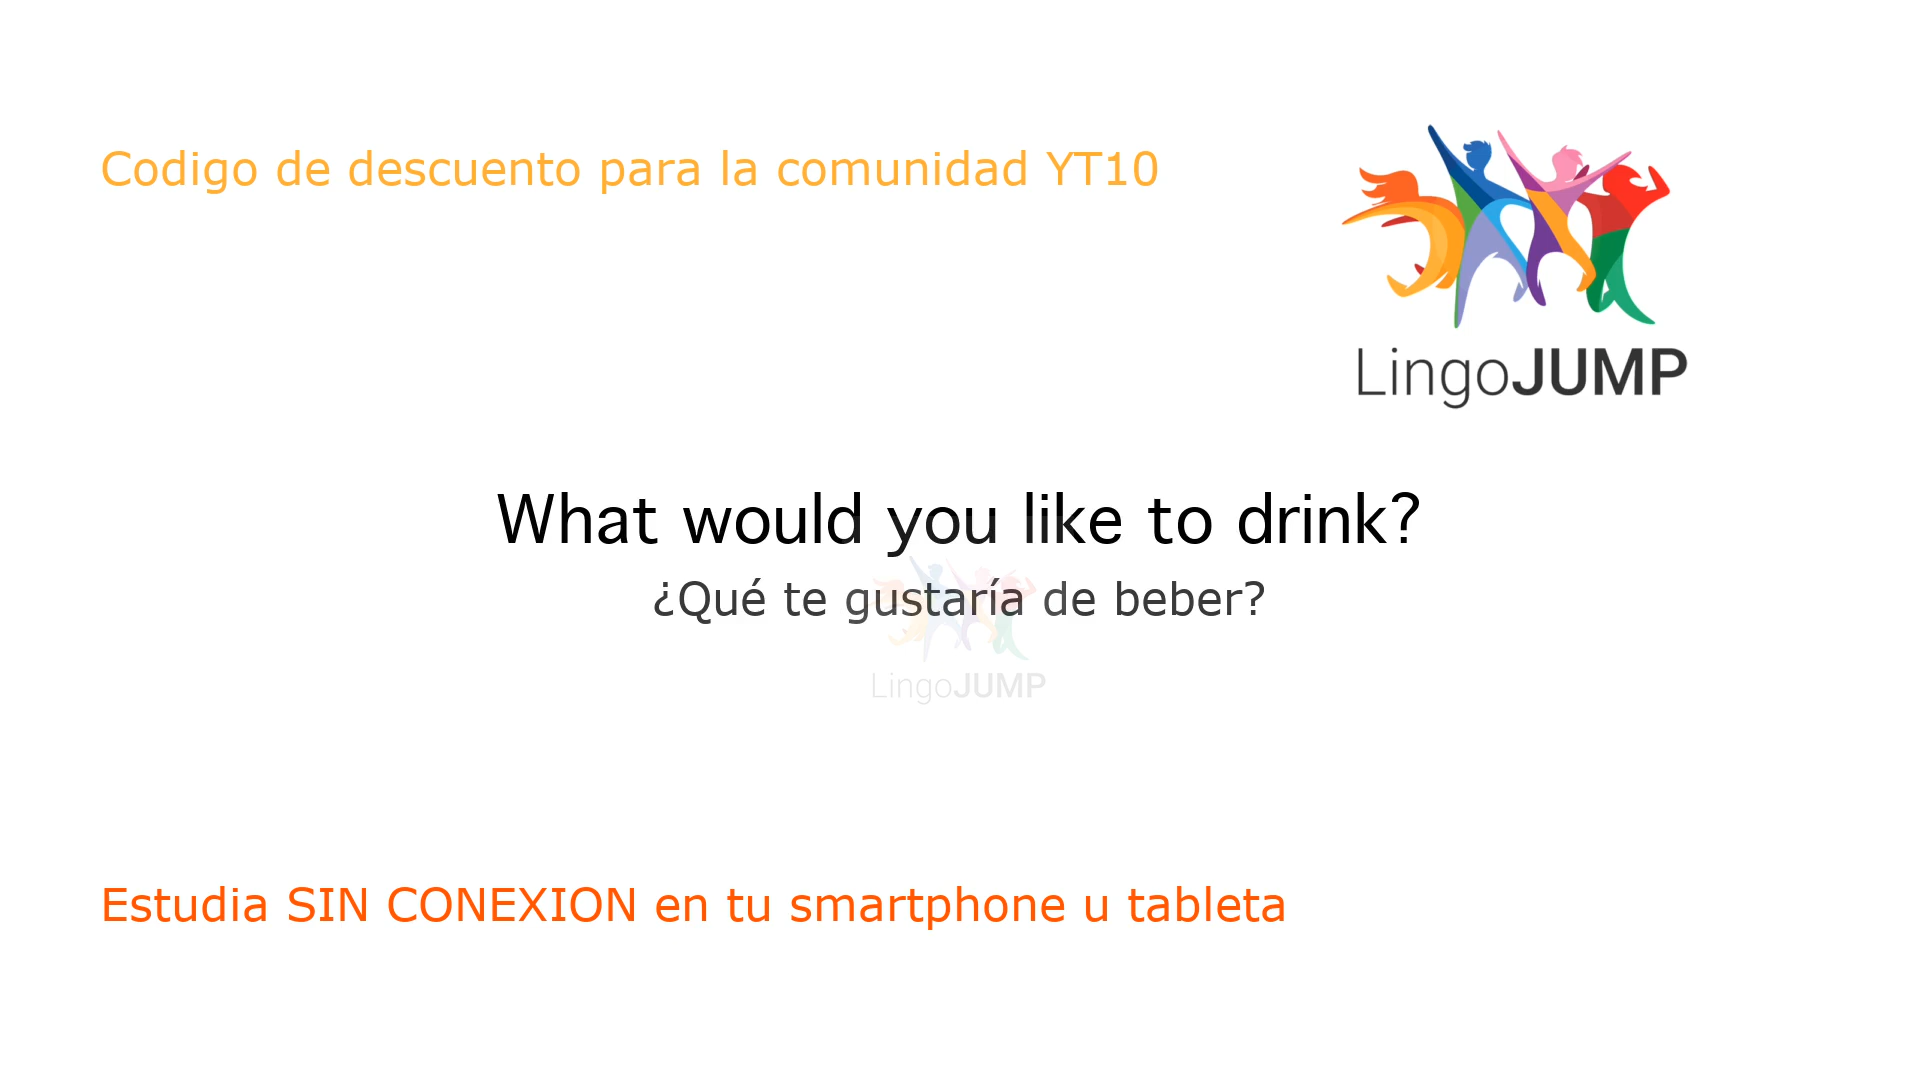 Codigo de descuento para la comunidad YT10
LingoJUMP
What would you like to drink?
¿Qué te gustaría de beber?
LingoJUMP
Estudia SIN CONEXION en tu smartphone u tableta